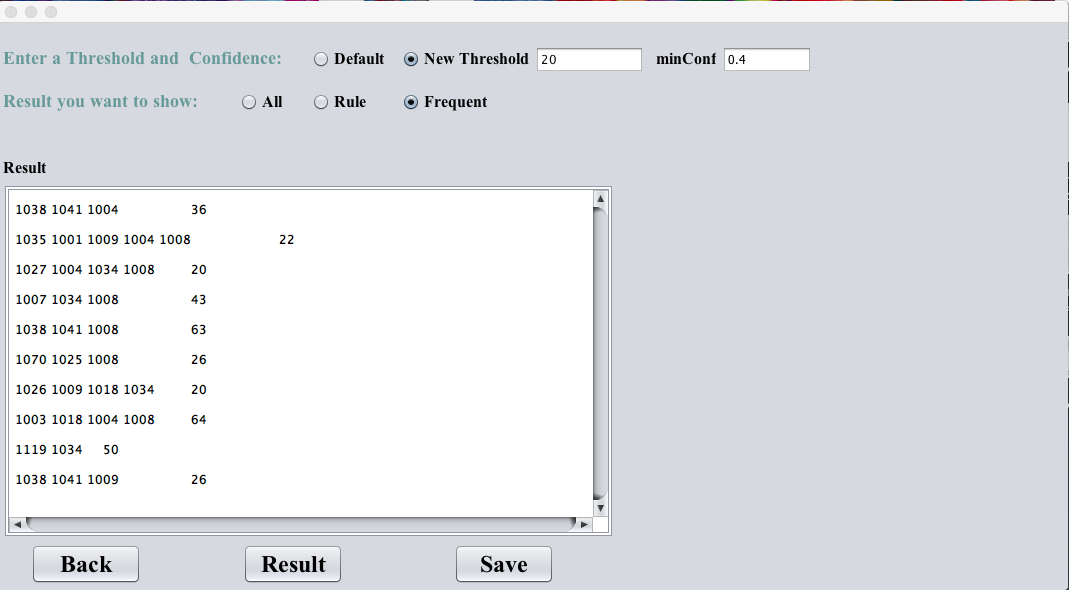 Enter a Threshold and Confidence: Default New Threshold 20 minConf 0.4
Result you want to show: All Rule Frequent
Result
1038 1041 1004 36
1035 1001 1009 1004 1008 22
1027 1004 1034 1008 20
1007 1034 1008 43
1038 1041 1008 63
1070 1025 1008 26
1026 1009 1018 1034 20
1003 1018 1004 1008 64
1119 1034 50
1038 1041 1009 26
Back Result Save